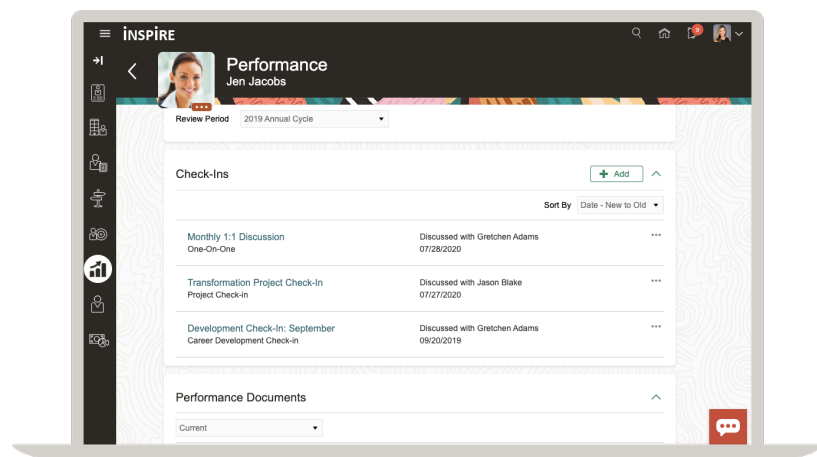 iNSPiRE
9
Performance
Jen Jacobs
Review Period 2019 Annual Cycle
Check-Ins
Add
Sort By Date - New to Old
Monthly 1:1 Discussion
One-On-One
Discussed with Gretchen Adams
07/28/2020
Transformation Project Check-In
Project Check-in
Discussed with Jason Blake
07/27/2020
Development Check-In: September
Career Development Check-in
Discussed with Gretchen Adams
09/20/2019
Performance Documents
Current